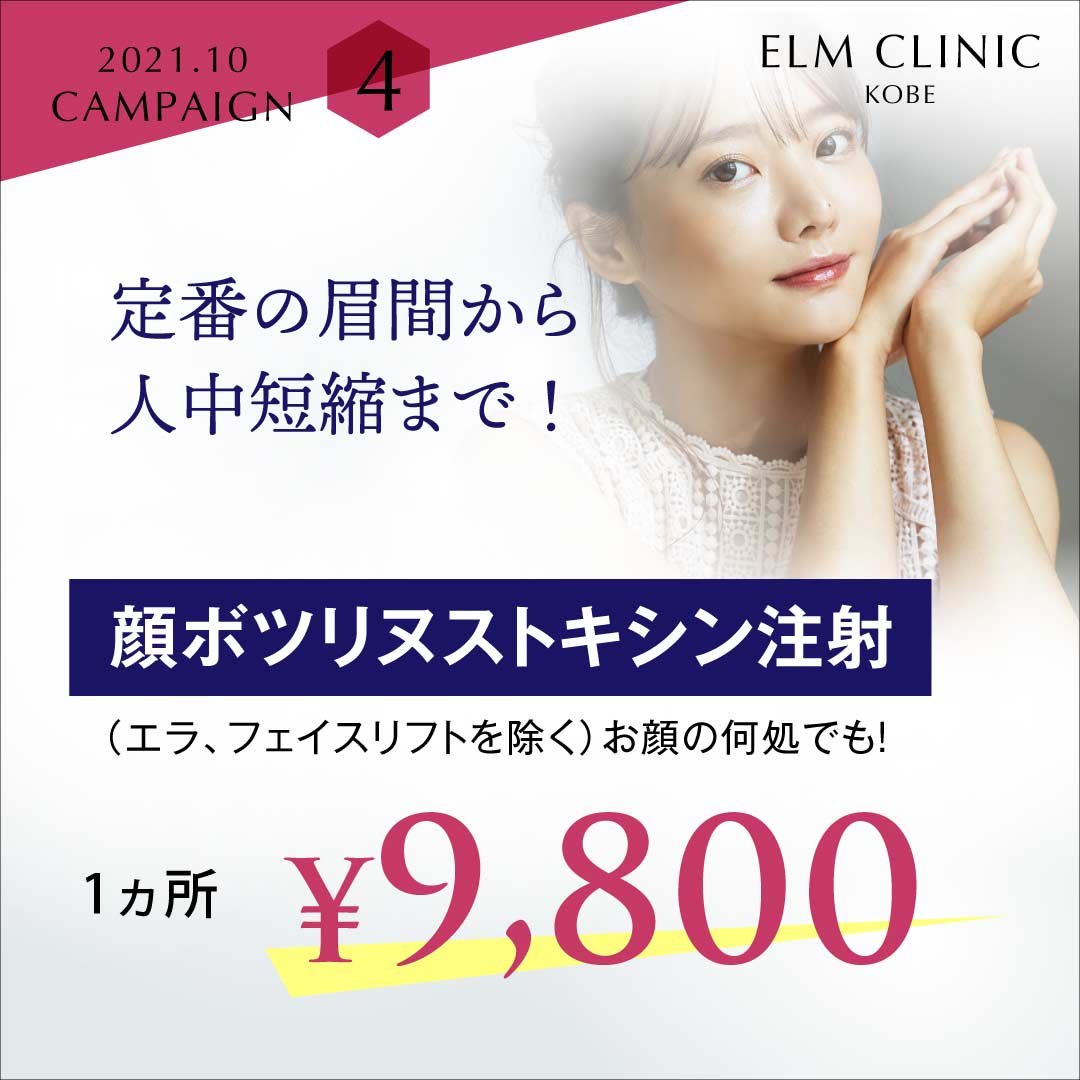 2021.10
CAMPAIGN
4
ELM CLINIC
KOBE
定番の眉間から
人中短縮まで！
顔ボツリヌストキシン注射
（エラ、フェイスリフトを除く）お顔の何処でも!
1ヵ所 ¥9,800